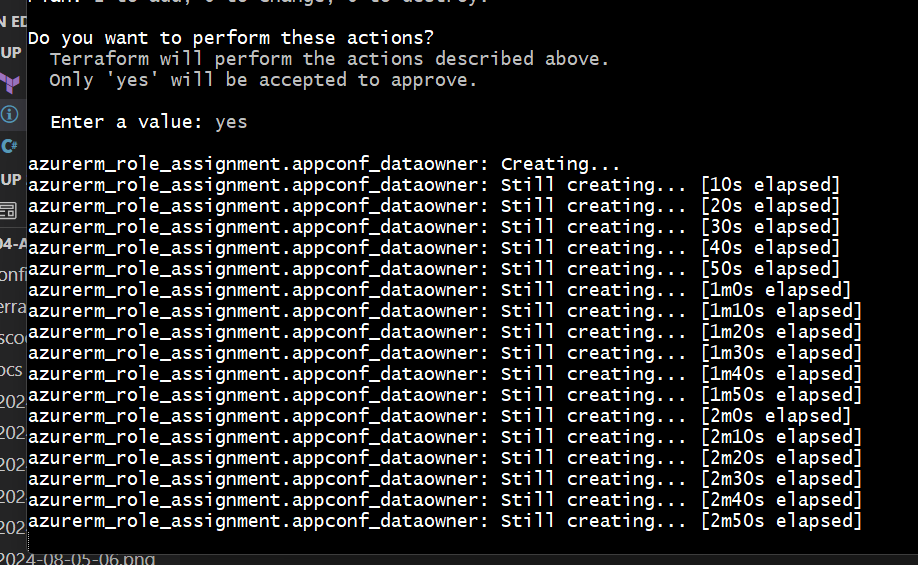 Do you want to perform these actions?
Terraform will perform the actions described above.
Only 'yes' will be accepted to approve.
Enter a value: yes
azurerm_role_assignment.appconf_dataowner: Creating...
azurerm_role_assignment.appconf_dataowner: Still creating... [10s elapsed]
azurerm_role_assignment.appconf_dataowner: Still creating... [20s elapsed]
azurerm_role_assignment.appconf_dataowner: Still creating... [30s elapsed]
azurerm_role_assignment.appconf_dataowner: Still creating... [40s elapsed]
azurerm_role_assignment.appconf_dataowner: Still creating... [50s elapsed]
azurerm_role_assignment.appconf_dataowner: Still creating... [1m0s elapsed]
azurerm_role_assignment.appconf_dataowner: Still creating... [1m10s elapsed]
azurerm_role_assignment.appconf_dataowner: Still creating... [1m20s elapsed]
azurerm_role_assignment.appconf_dataowner: Still creating... [1m30s elapsed]
azurerm_role_assignment.appconf_dataowner: Still creating... [1m40s elapsed]
azurerm_role_assignment.appconf_dataowner: Still creating... [1m50s elapsed]
azurerm_role_assignment.appconf_dataowner: Still creating... [2m0s elapsed]
azurerm_role_assignment.appconf_dataowner: Still creating... [2m10s elapsed]
azurerm_role_assignment.appconf_dataowner: Still creating... [2m20s elapsed]
azurerm_role_assignment.appconf_dataowner: Still creating... [2m30s elapsed]
azurerm_role_assignment.appconf_dataowner: Still creating... [2m40s elapsed]
azurerm_role_assignment.appconf_dataowner: Still creating... [2m50s elapsed]
N ED
UP
C#
UP
04-A
onfi
erra
sco
ocs
202
202
202
202
202
2024-08-05-06.png